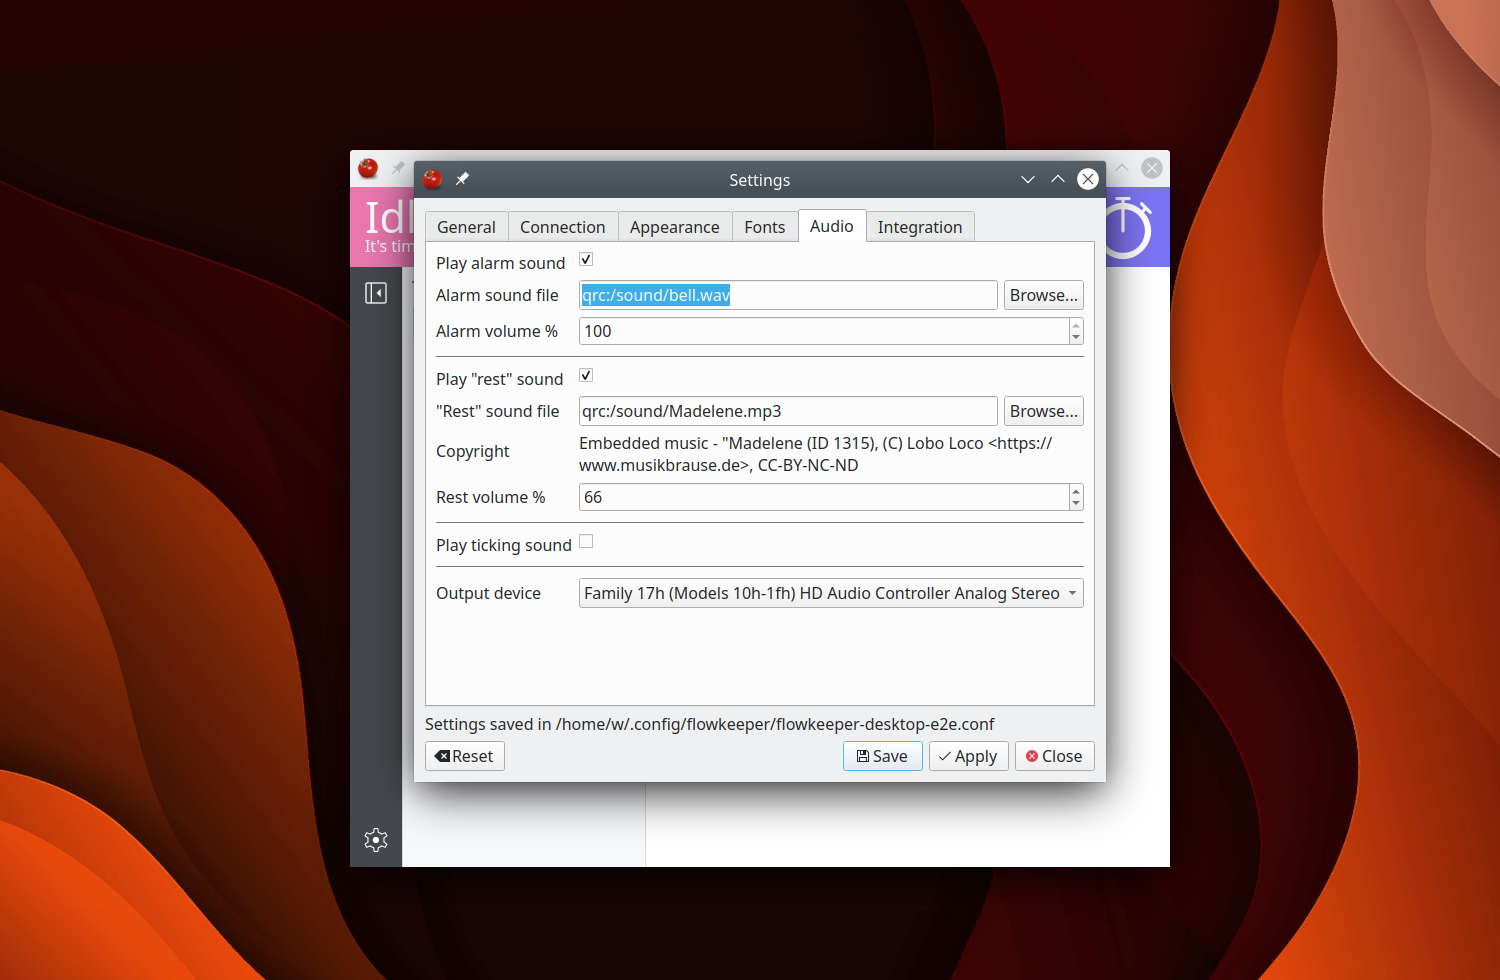 Settings
Idl
It's tim
General Connection Appearance Fonts Audio Integration
Play alarm sound
Alarm sound file qrc:/sound/bell.wav Browse...
Alarm volume % 100
Play "rest" sound
"Rest" sound file qrc:/sound/Madelene.mp3 Browse...
Copyright Embedded music - "Madelene (ID 1315), (C) Lobo Loco <https://
www.musikbrause.de>, CC-BY-NC-ND
Rest volume % 66
Play ticking sound
Output device Family 17h (Models 10h-1fh) HD Audio Controller Analog Stereo
Settings saved in /home/w/.config/flowkeeper/flowkeeper-desktop-e2e.conf
Reset Save Apply Close